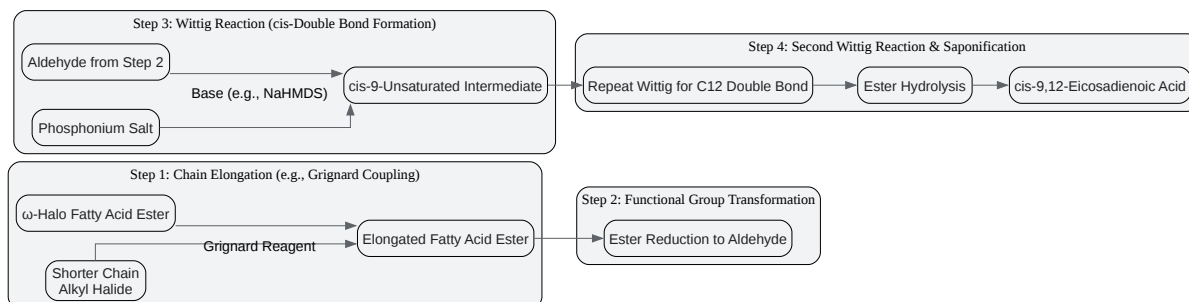 Step 3: Wittig Reaction (cis-Double Bond Formation)
Aldehyde from Step 2
Base (e.g., NaHMDS)
cis-9-Unsaturated Intermediate
Phosphonium Salt
Step 4: Second Wittig Reaction & Saponification
Repeat Wittig for C12 Double Bond
Ester Hydrolysis
cis-9,12-Eicosadienoic Acid
Step 1: Chain Elongation (e.g., Grignard Coupling)
ω-Halo Fatty Acid Ester
Grignard Reagent
Elongated Fatty Acid Ester
Shorter Chain
Alkyl Halide
Step 2: Functional Group Transformation
Ester Reduction to Aldehyde